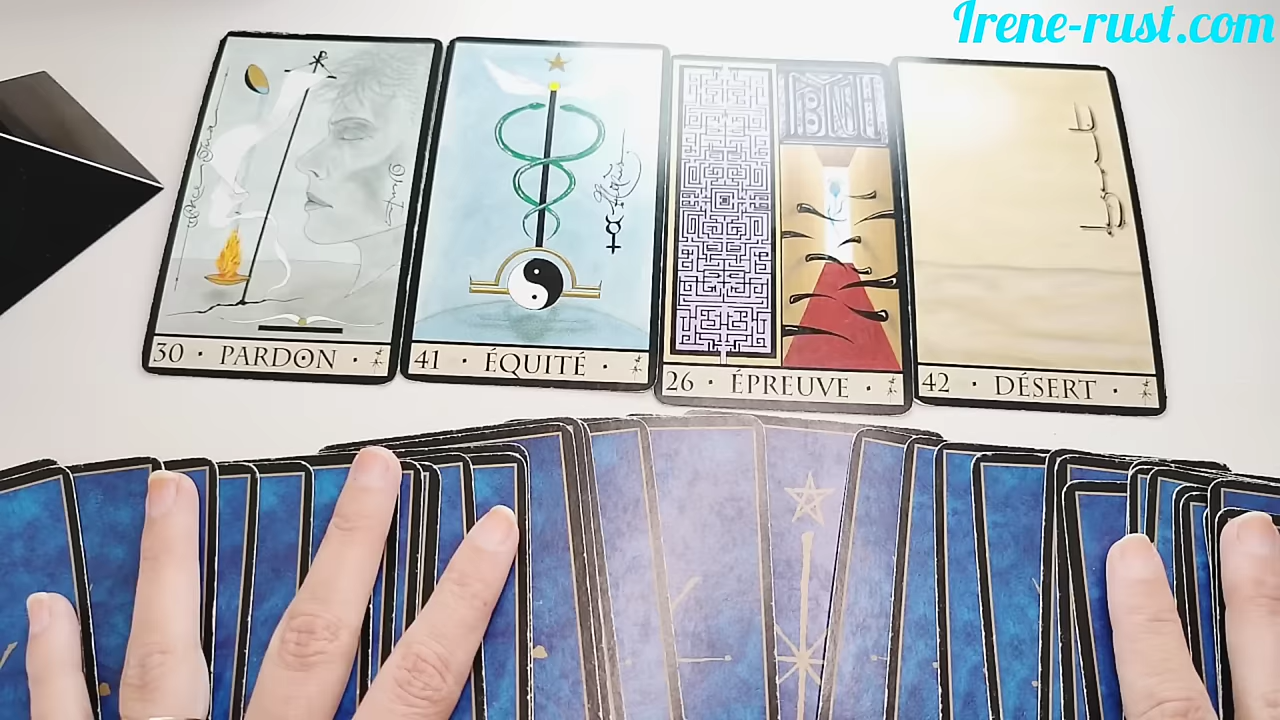 Irene-rust.com
30 · PARDON ·
41 · ÉQUITÉ ·
26 · ÉPREUVE ·
42 · DÉSERT ·